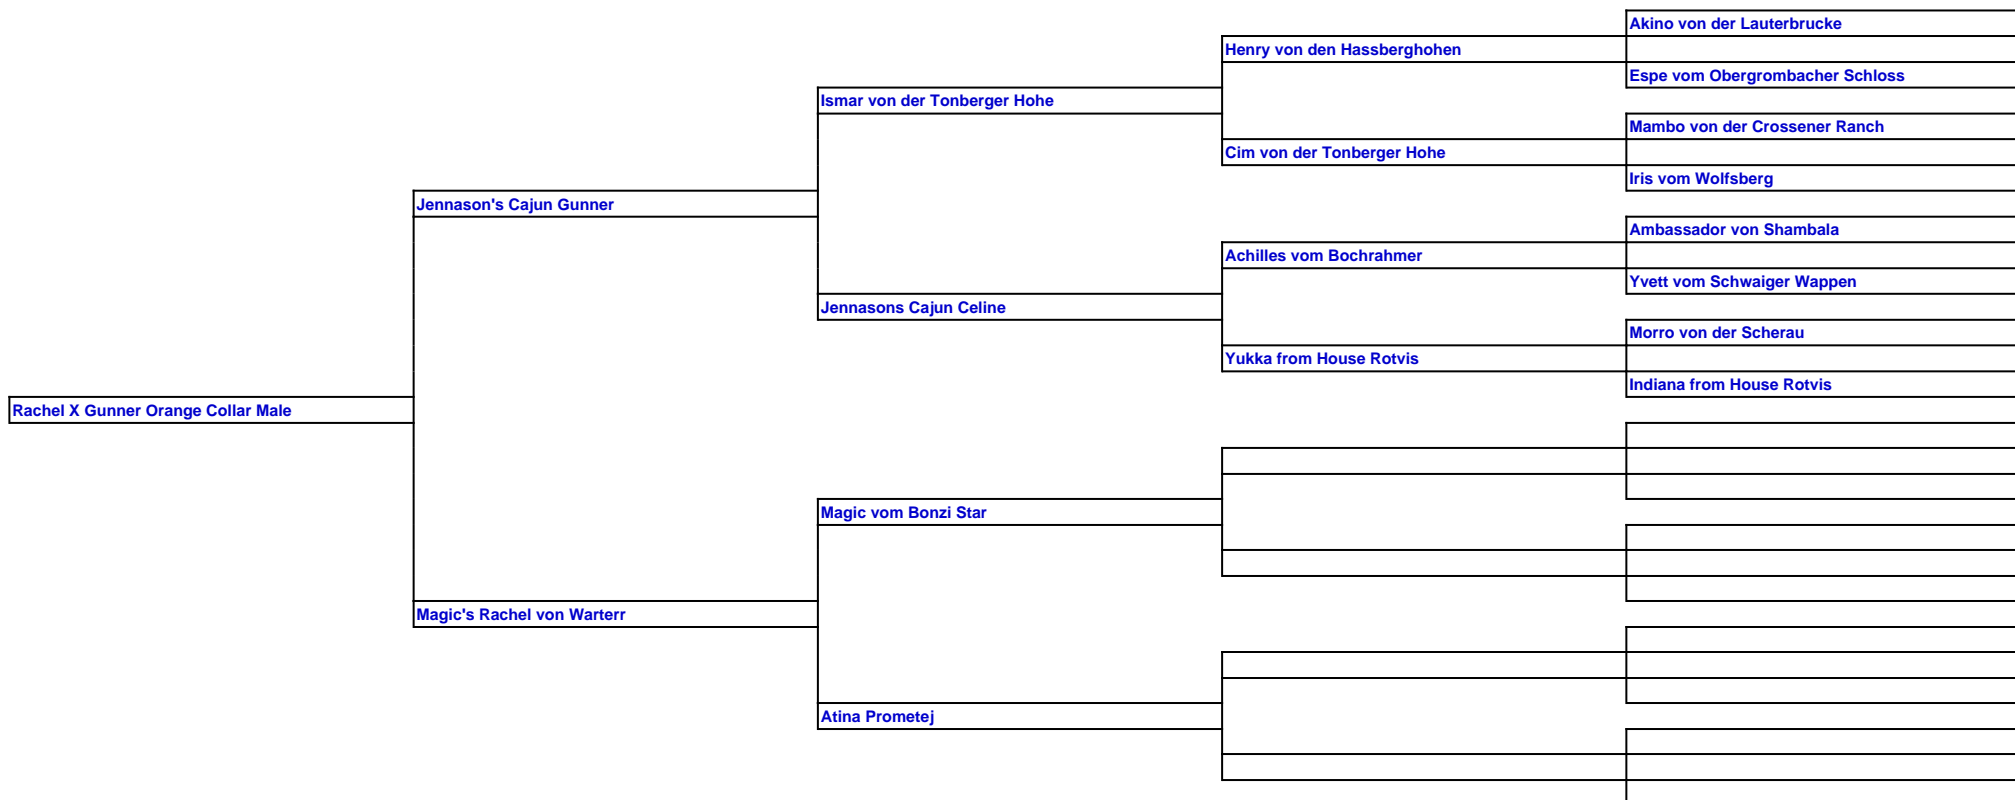 Akino von der Lauterbrucke
Henry von den Hassberghohen
Espe vom Obergrombacher Schloss
Ismar von der Tonberger Hohe
Mambo von der Crossener Ranch
Cim von der Tonberger Hohe
Iris vom Wolfsberg
Jennason's Cajun Gunner
Ambassador von Shambala
Achilles vom Bochrahmer
Yvett vom Schwaiger Wappen
Jennasons Cajun Celine
Morro von der Scherau
Yukka from House Rotvis
Indiana from House Rotvis
Rachel X Gunner Orange Collar Male
Magic vom Bonzi Star
Magic's Rachel von Warterr
Atina Prometej